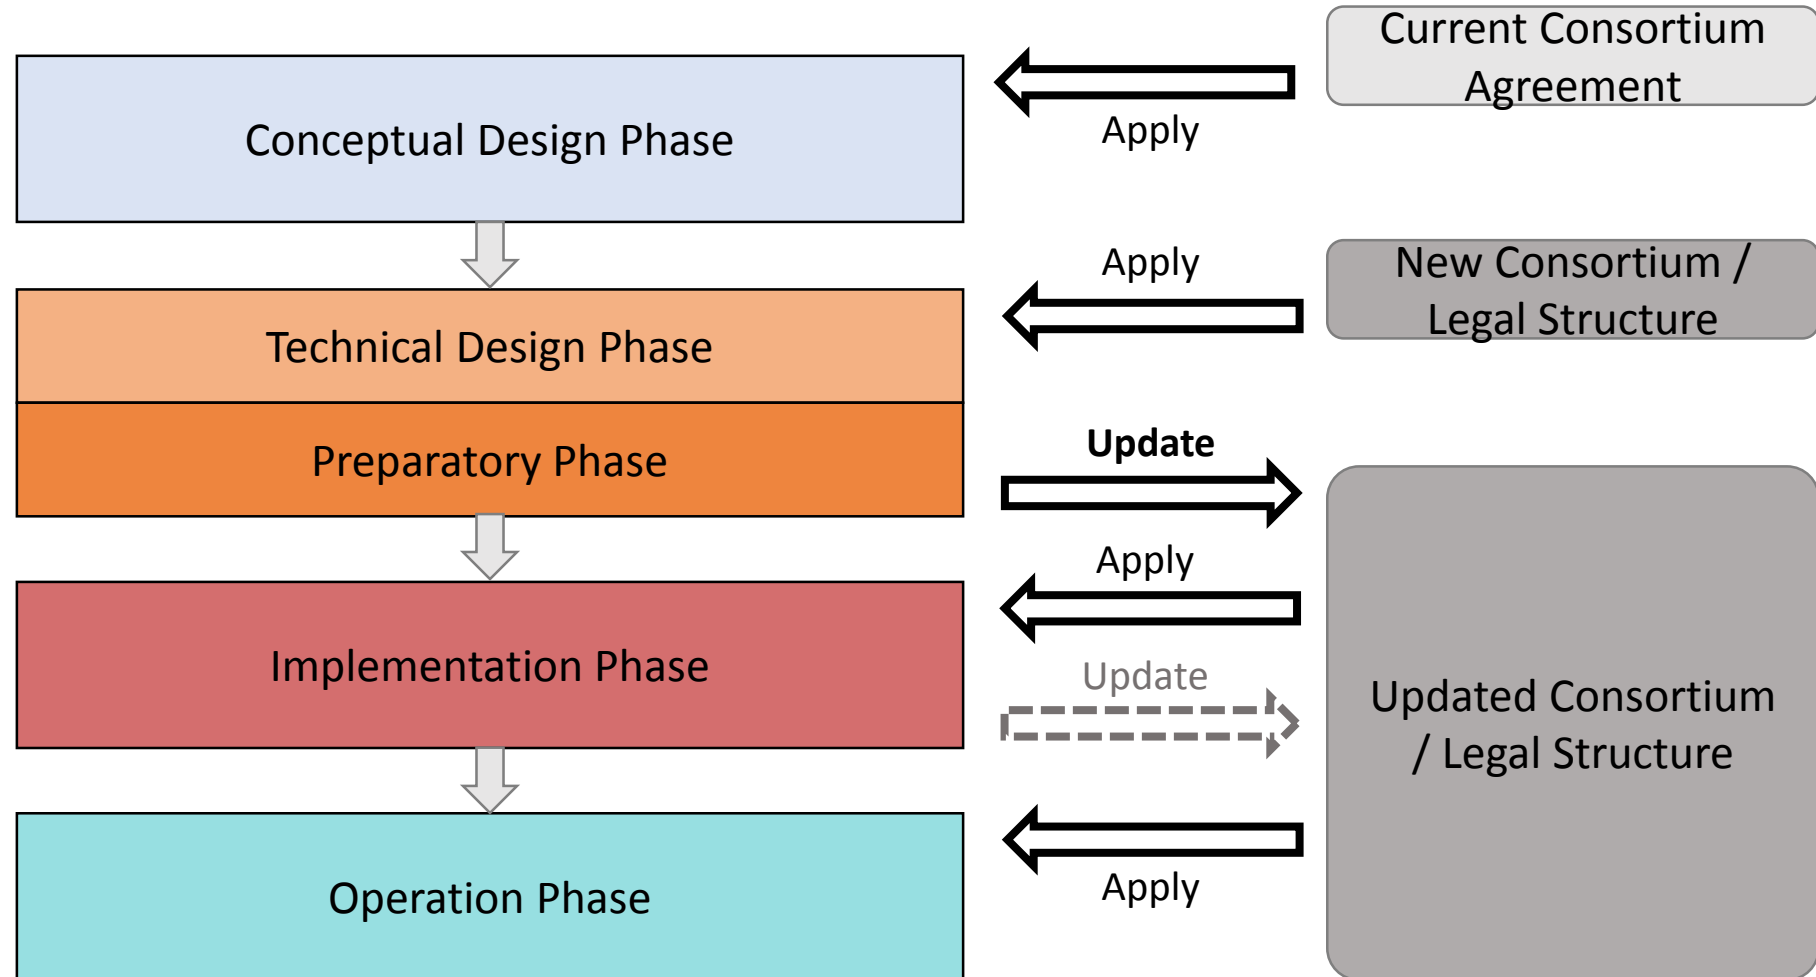 Current Consortium
Agreement
Conceptual Design Phase
Apply
Apply
New Consortium /
Legal Structure
Technical Design Phase
Preparatory Phase
Update
Apply
Implementation Phase
Update
Updated Consortium
/ Legal Structure
Operation Phase
Apply